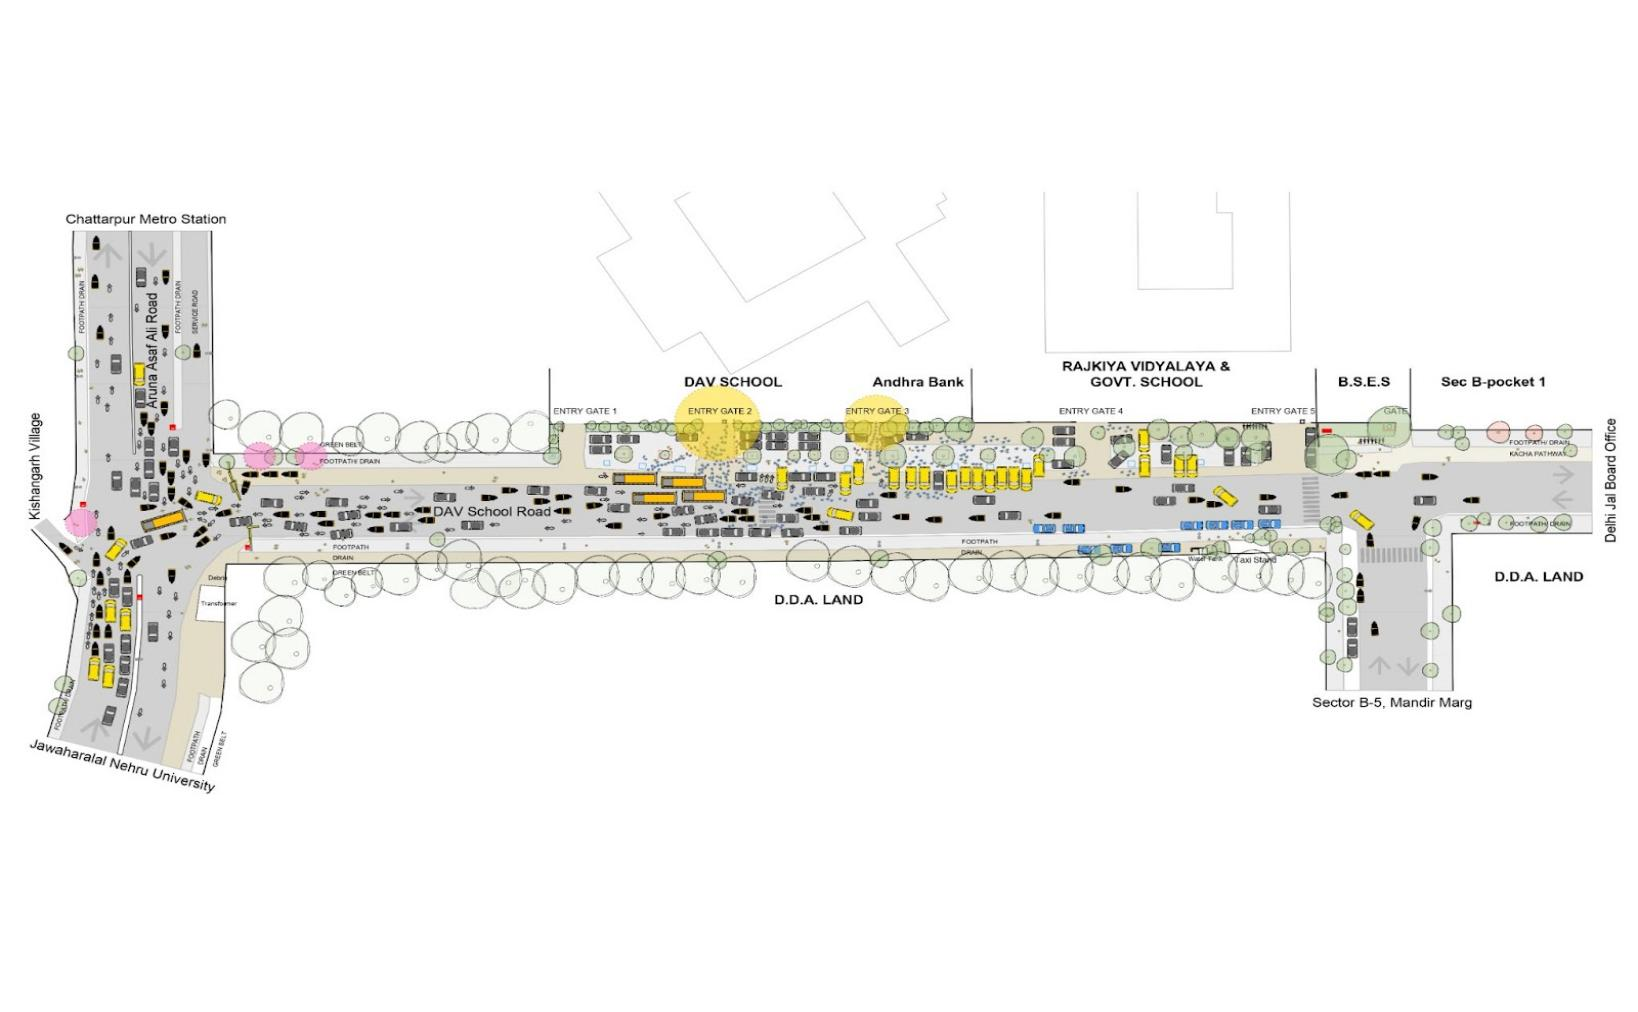 Chattarpur Metro Station
Kishangarh Village
FOOTPATH/ DRAIN
Aruna Asaf Ali Road
FOOTPATH/ DRAIN
SERVICE ROAD
DAV SCHOOL
Andhra Bank
RAJKIYA VIDYALAYA &
GOVT. SCHOOL
B.S.E.S
Sec B-pocket 1
ENTRY GATE 1
ENTRY GATE 2
ENTRY GATE 3
ENTRY GATE 4
ENTRY GATE 5
GATE
GREEN BELT
FOOTPATH/ DRAIN
FOOTPATH/ DRAIN
KACHA PATHWAY
Delhi Jal Board Office
DAV School Road
FOOTPATH/ DRAIN
FOOTPATH
DRAIN
GREEN BELT
FOOTPATH
DRAIN
Water Tank
Taxi Stand
Debris
Transformer
D.D.A. LAND
D.D.A. LAND
FOOTPATH/ DRAIN
FOOTPATH
DRAIN
GREEN BELT
Sector B-5, Mandir Marg
Jawaharalal Nehru University